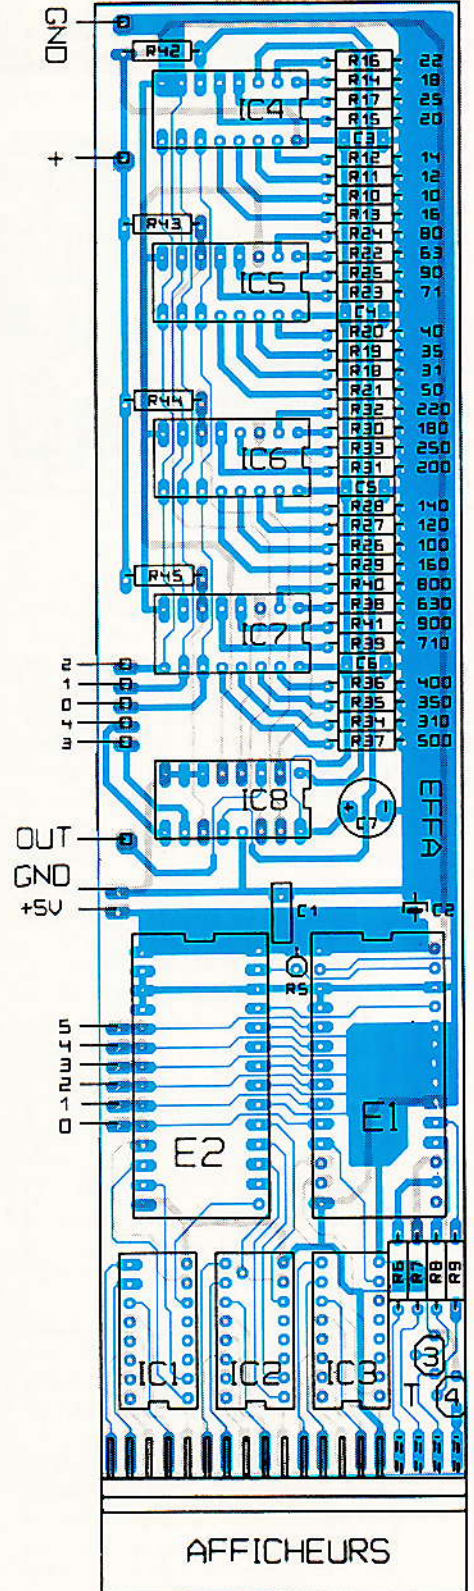 GND
R42
R16 22
R14 18
R17 25
IC4
R15 20
C3
+
R12 14
R11 12
R10 10
R13 16
R43
R24 80
R22 63
R25 90
IC5
R23 71
C4
R20 40
R19 35
R18 31
R21 50
R44
R32 220
R30 180
R33 250
IC6
R31 200
C5
R28 140
R27 120
R26 100
R29 160
R45
R40 800
R38 630
IC7
R41 900
R39 710
2
C6
1
R36 400
0
R35 350
4
R34 310
3
R37 500
IC8
+ -
C7
EFFA
OUT
GND
+5V
C1
C2
R5
5
4
3
2
1
0
E1
E2
R6 R7 R8 R9
IC1 IC2 IC3
3
T 4
AFFICHEURS